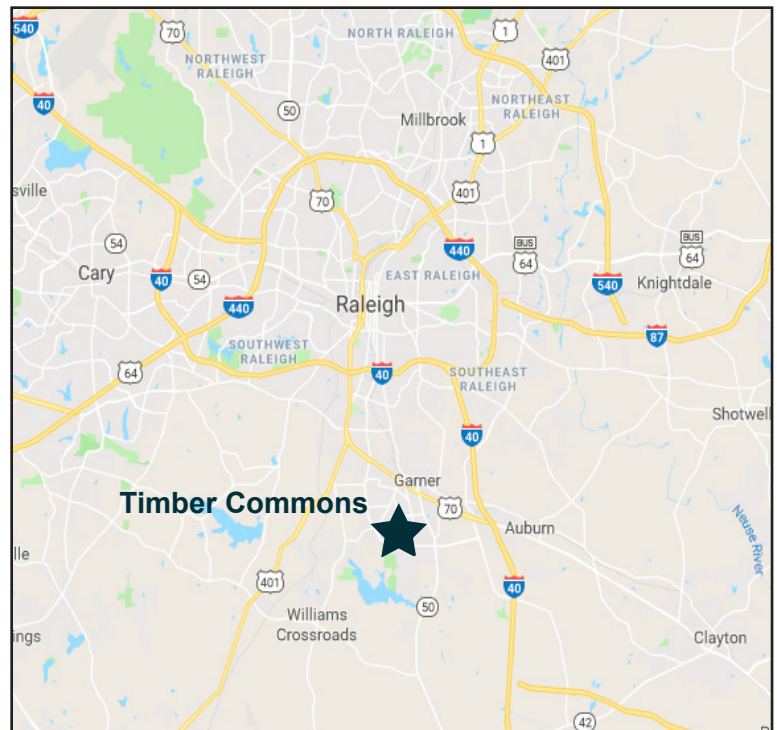 540
70
NORTH RALEIGH
1
401
NORTHWEST
RALEIGH
40
50
NORTHEAST
RALEIGH
Millbrook
1
sville
70
401
54
440
BUS
64
BUS
64
Cary
40
54
EAST RALEIGH
540
Knightdale
440
Raleigh
87
SOUTHWEST
RALEIGH
64
40
SOUTHEAST
RALEIGH
Shotwell
40
Garner
Timber Commons
70
Auburn
Neuse River
lle
401
40
50
Williams
Crossroads
ings
Clayton
42